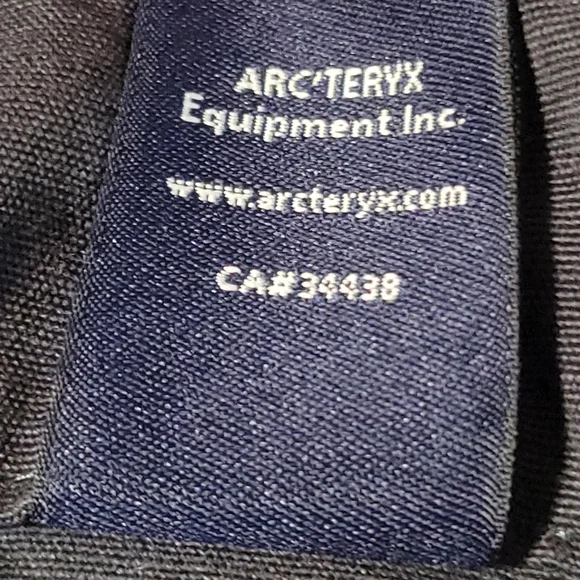 ARC'TERYX
Equipment Inc.
www.arcteryx.com
CA#34438